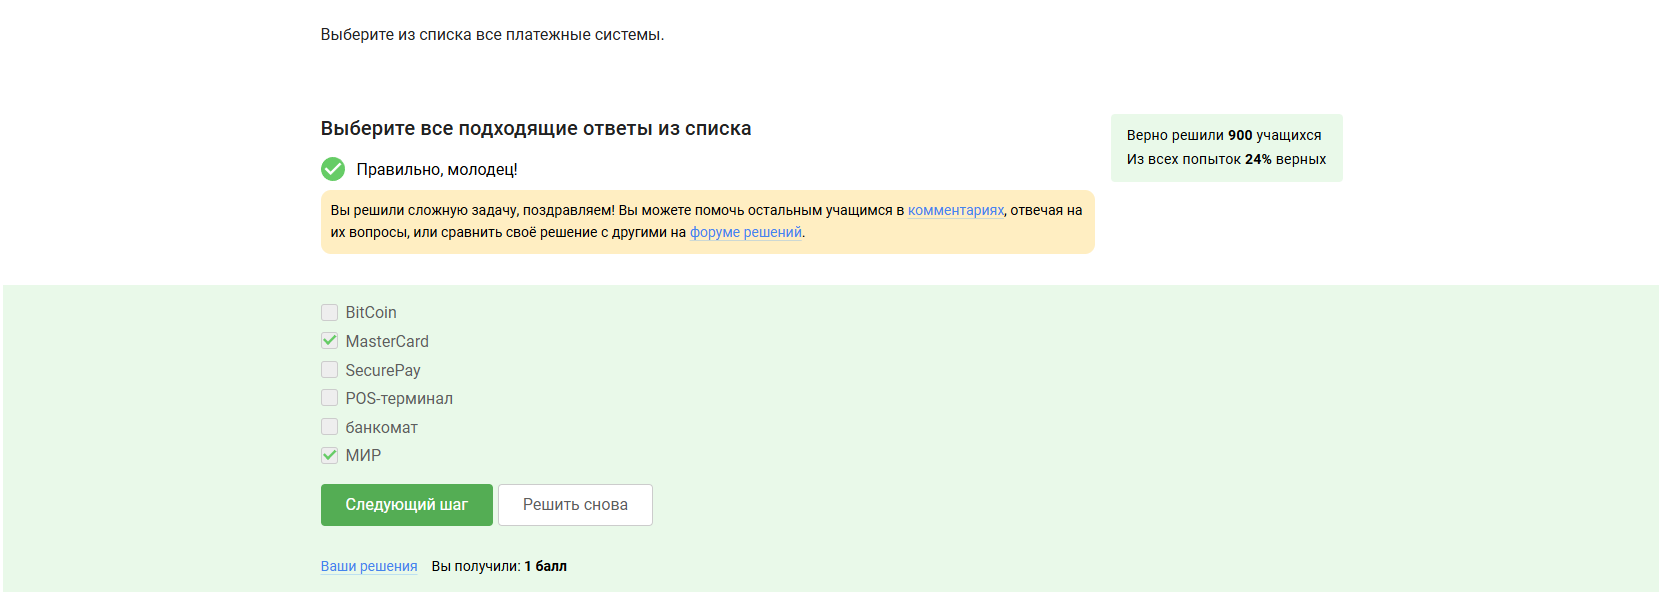 Выберите из списка все платежные системы.
Выберите все подходящие ответы из списка
Верно решили 900 учащихся
Из всех попыток 24% верных
Правильно, молодец!
Вы решили сложную задачу, поздравляем! Вы можете помочь остальным учащимся в комментариях, отвечая на
их вопросы, или сравнить своё решение с другими на форуме решений.
BitCoin
MasterCard
SecurePay
POS-терминал
банкомат
МИР
Следующий шаг Решить снова
Ваши решения Вы получили: 1 балл